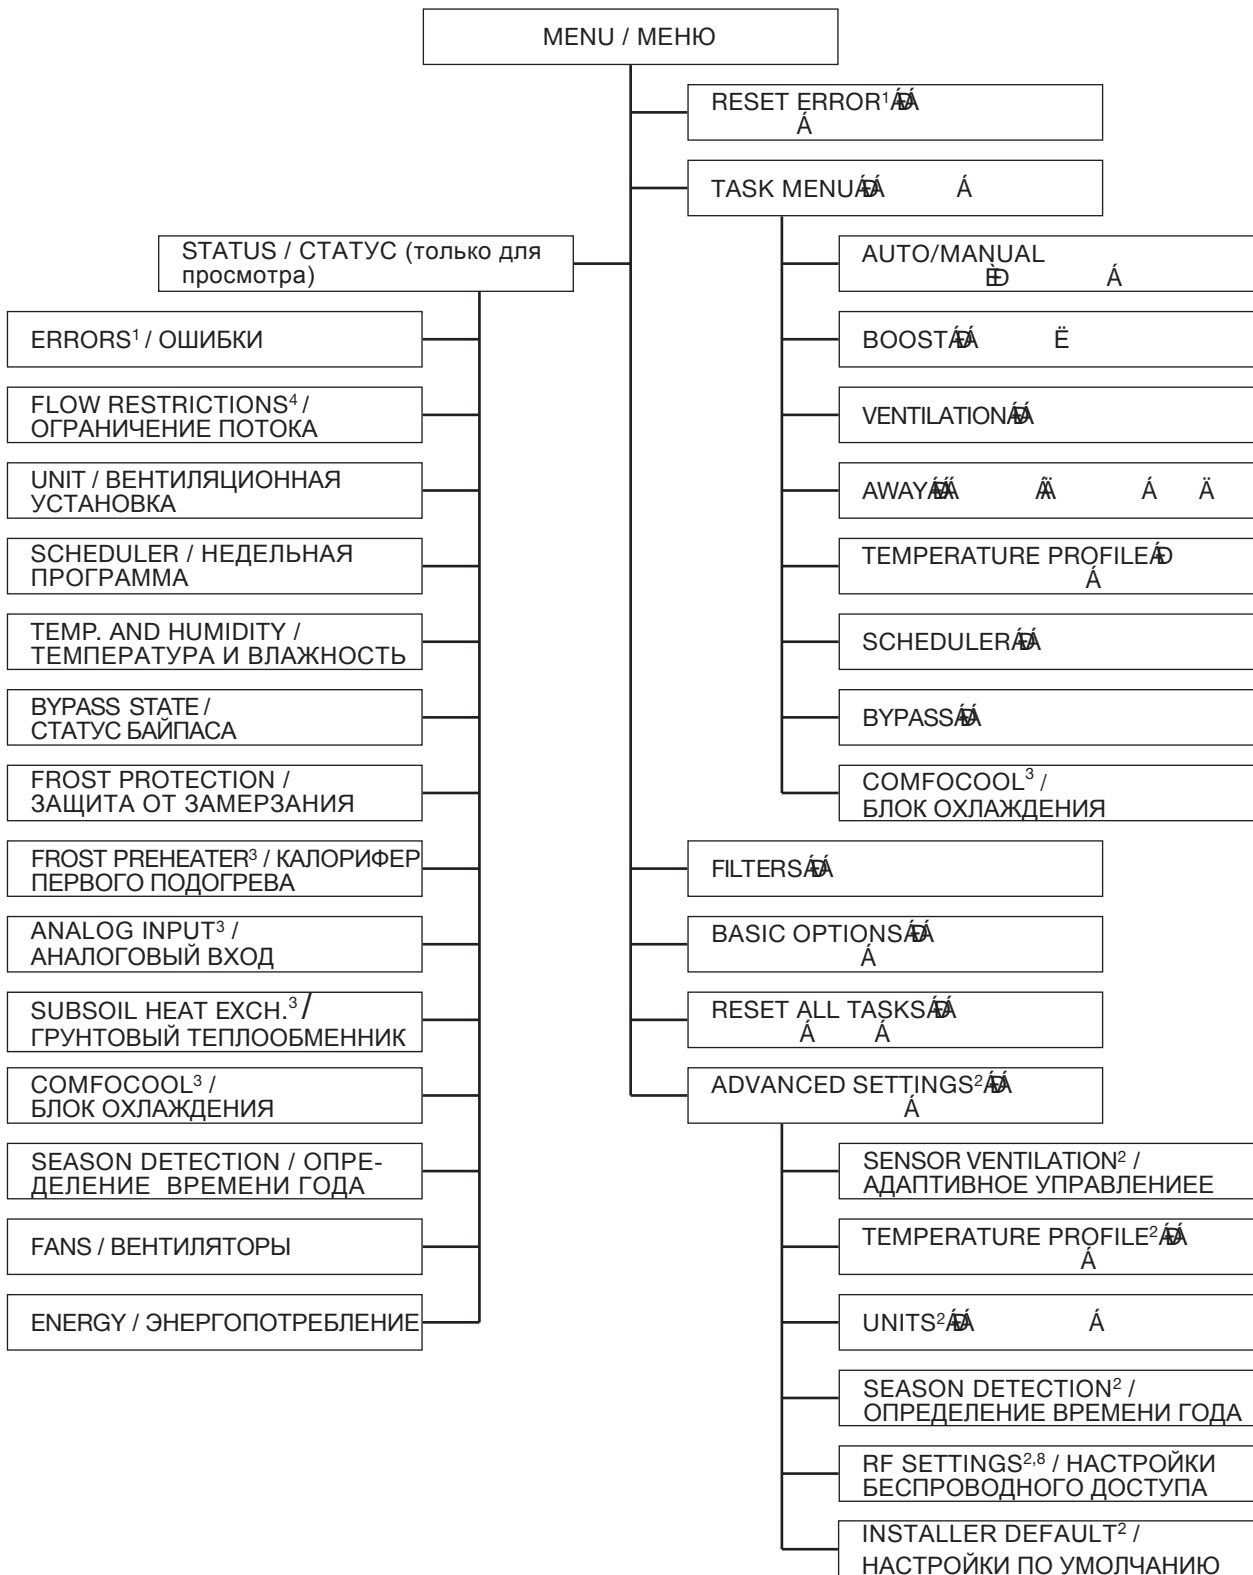 MENU / МЕНЮ
RESET ERROR¹
TASK MENU
STATUS / СТАТУС (только для
просмотра)
AUTO/MANUAL
BOOST
VENTILATION
AWAY
TEMPERATURE PROFILE
SCHEDULER
BYPASS
COMFOCOOL³ /
БЛОК ОХЛАЖДЕНИЯ
ERRORS¹ / ОШИБКИ
FLOW RESTRICTIONS⁴ /
ОГРАНИЧЕНИЕ ПОТОКА
UNIT / ВЕНТИЛЯЦИОННАЯ
УСТАНОВКА
SCHEDULER / НЕДЕЛЬНАЯ
ПРОГРАММА
TEMP. AND HUMIDITY /
ТЕМПЕРАТУРА И ВЛАЖНОСТЬ
BYPASS STATE /
СТАТУС БАЙПАСА
FROST PROTECTION /
ЗАЩИТА ОТ ЗАМЕРЗАНИЯ
FROST PREHEATER³ / КАЛОРИФЕР
ПЕРВОГО ПОДОГРЕВА
ANALOG INPUT³ /
АНАЛОГОВЫЙ ВХОД
SUBSOIL HEAT EXCH.³ /
ГРУНТОВЫЙ ТЕПЛООБМЕННИК
COMFOCOOL³ /
БЛОК ОХЛАЖДЕНИЯ
SEASON DETECTION / ОПРЕ-
ДЕЛЕНИЕ ВРЕМЕНИ ГОДА
FANS / ВЕНТИЛЯТОРЫ
ENERGY / ЭНЕРГОПОТРЕБЛЕНИЕ
FILTERS
BASIC OPTIONS
RESET ALL TASKS
ADVANCED SETTINGS²
SENSOR VENTILATION² /
АДАПТИВНОЕ УПРАВЛЕНИЕЕ
TEMPERATURE PROFILE²
UNITS²
SEASON DETECTION² /
ОПРЕДЕЛЕНИЕ ВРЕМЕНИ ГОДА
RF SETTINGS²,⁸ / НАСТРОЙКИ
БЕСПРОВОДНОГО ДОСТУПА
INSTALLER DEFAULT² /
НАСТРОЙКИ ПО УМОЛЧАНИЮ